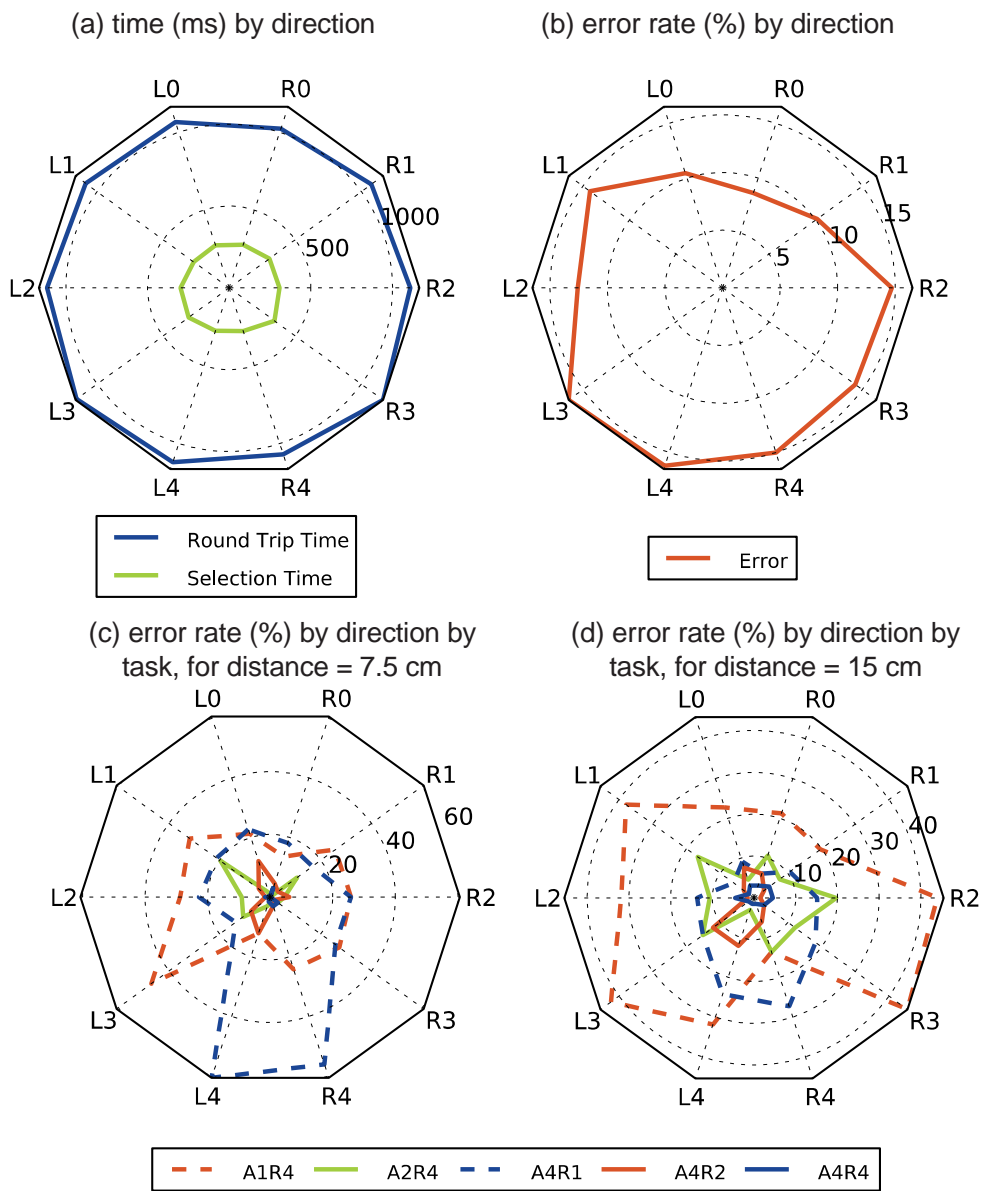 (a) time (ms) by direction
(b) error rate (%) by direction
L0
R0
L1
R1
1000
500
L2
R2
L3
R3
L4
R4
Round Trip Time
Selection Time
L0
R0
L1
R1
15
10
5
L2
R2
L3
R3
L4
R4
Error
(c) error rate (%) by direction by
task, for distance = 7.5 cm
(d) error rate (%) by direction by
task, for distance = 15 cm
L0
R0
L1
R1
60
40
20
L2
R2
L3
R3
L4
R4
L0
R0
L1
R1
40
30
20
10
L2
R2
L3
R3
L4
R4
A1R4 A2R4 A4R1 A4R2 A4R4